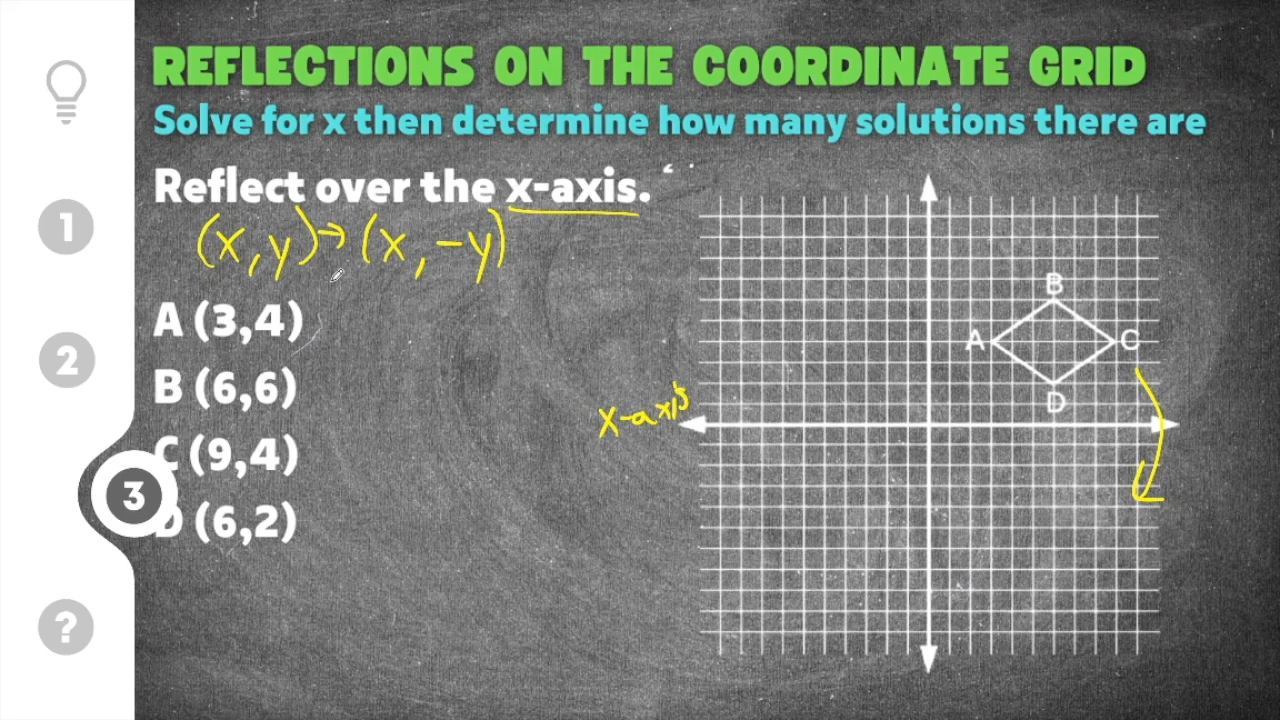 REFLECTIONS ON THE COORDINATE GRID
Solve for x then determine how many solutions there are
Reflect over the x-axis.
(x,y)→(x,-y)
A (3,4)
B (6,6)
C (9,4)
D (6,2)
1
2
3
?
B
A
C
D
x-axis